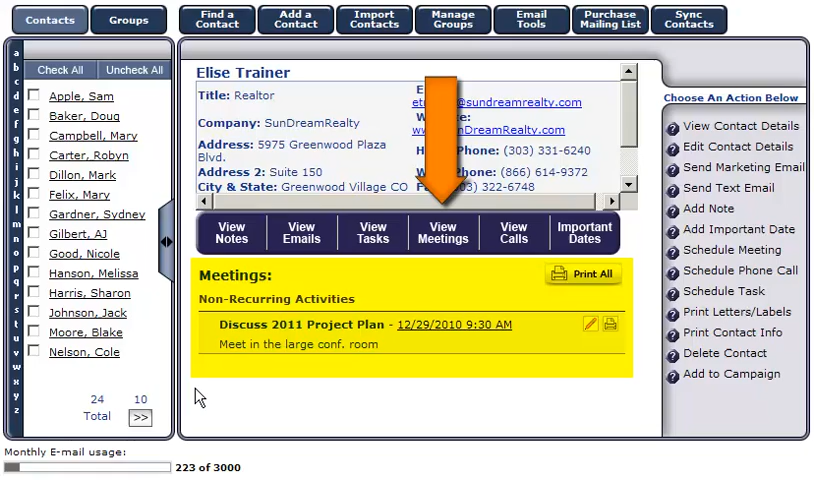 Contacts
Groups
Find a Contact
Add a Contact
Import Contacts
Manage Groups
Email Tools
Purchase Mailing List
Sync Contacts
a
b
c
d
e
f
g
h
i
j
k
l
m
n
o
p
q
r
s
t
u
v
w
x
y
z
Check All
Uncheck All
Apple, Sam
Baker, Doug
Campbell, Mary
Carter, Robyn
Dillon, Mark
Felix, Mary
Gardner, Sydney
Gilbert, AJ
Good, Nicole
Hanson, Melissa
Harris, Sharon
Johnson, Jack
Moore, Blake
Nelson, Cole
24 10
Total >>
Elise Trainer
Title: Realtor
Company: SunDreamRealty
Address: 5975 Greenwood Plaza
Blvd.
Address 2: Suite 150
City & State: Greenwood Village CO
@sundreamrealty.com
Phone: (303) 331-6240
Phone: (866) 614-9372
322-6748
View Notes
View Emails
View Tasks
View Meetings
View Calls
Important Dates
Meetings:
Print All
Non-Recurring Activities
Discuss 2011 Project Plan - 12/29/2010 9:30 AM
Meet in the large conf. room
Choose An Action Below
View Contact Details
Edit Contact Details
Send Marketing Email
Send Text Email
Add Note
Add Important Date
Schedule Meeting
Schedule Phone Call
Schedule Task
Print Letters/Labels
Print Contact Info
Delete Contact
Add to Campaign
Monthly E-mail usage:
223 of 3000